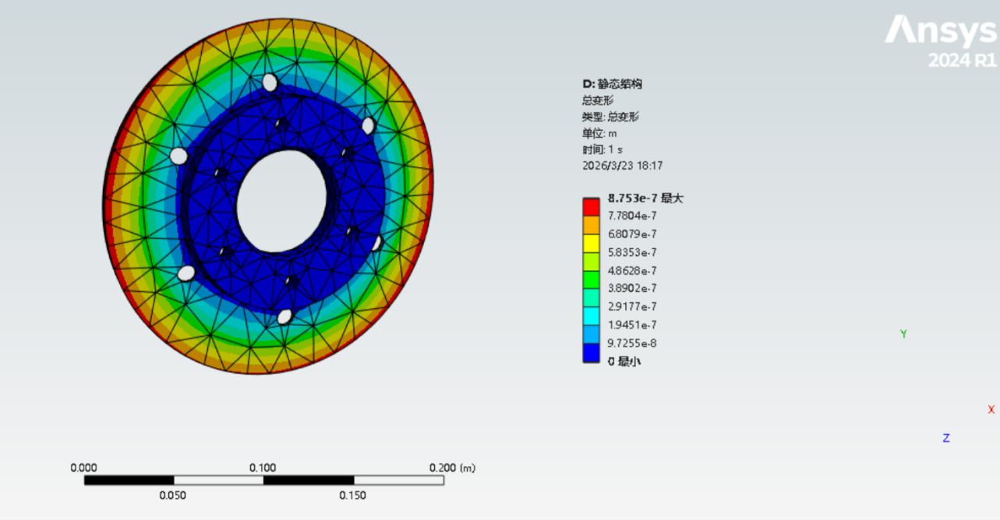 Ansys
2024 R1
D: 静态结构
总变形
类型: 总变形
单位: m
时间: 1 s
2026/3/23 18:17
8.753e-7 最大
7.7804e-7
6.8079e-7
5.8353e-7
4.8628e-7
3.8902e-7
2.9177e-7
1.9451e-7
9.7255e-8
0 最小
Y
X
Z
0.000 0.100 0.200 (m)
0.050 0.150